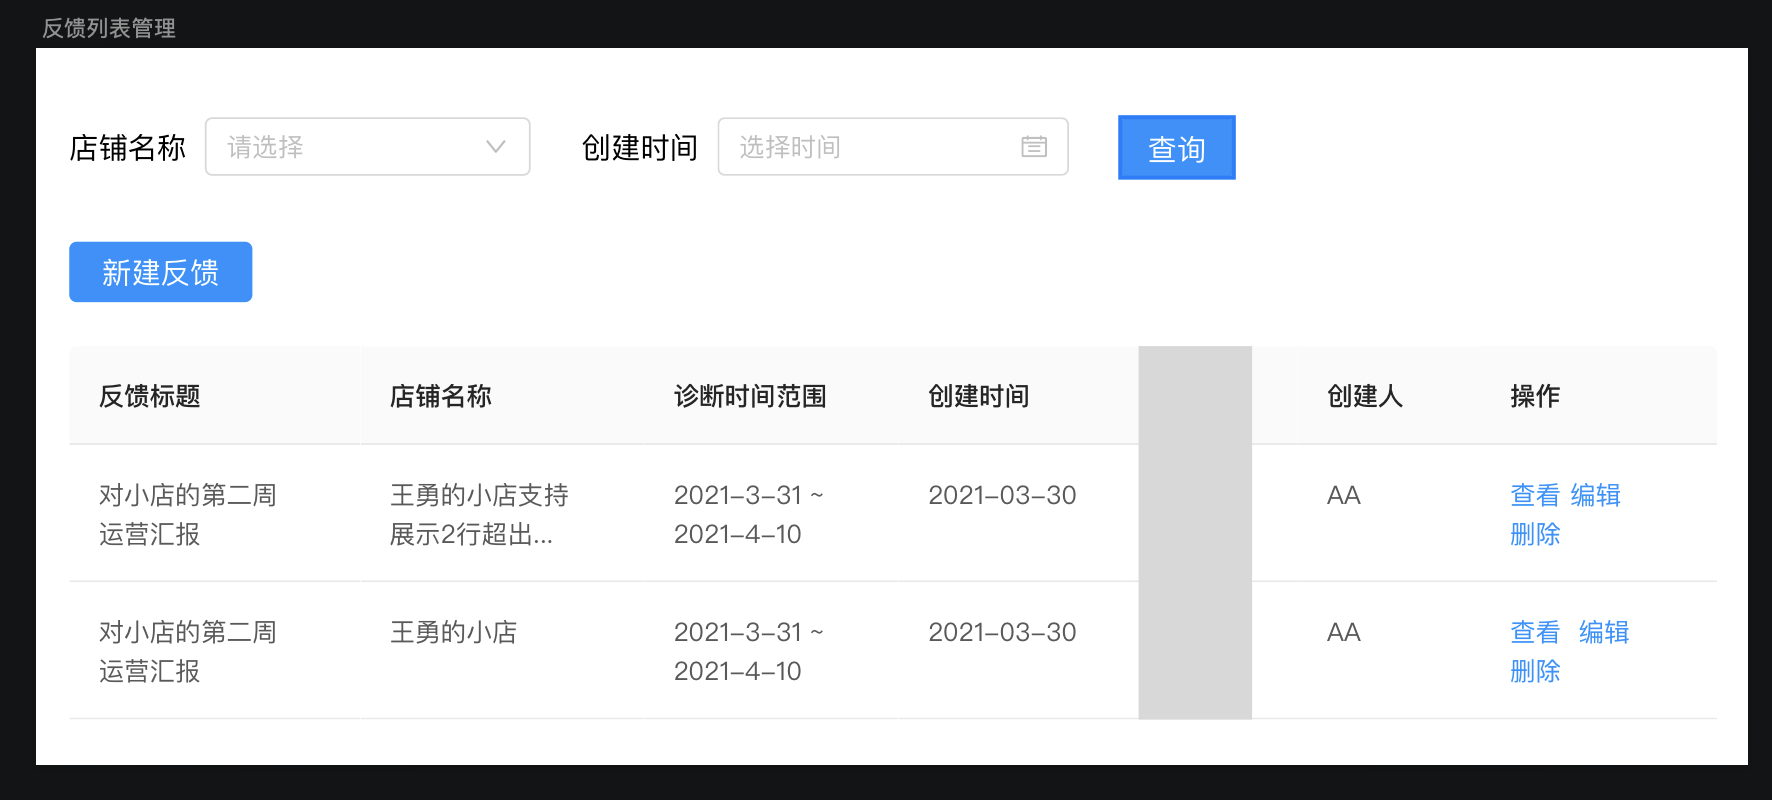 反馈列表管理
店铺名称 请选择 创建时间 选择时间 查询
新建反馈
反馈标题 店铺名称 诊断时间范围 创建时间 创建人 操作
对小店的第二周 王勇的小店支持 2021-3-31 ~ 2021-03-30 AA 查看 编辑
运营汇报 展示2行超出... 2021-4-10 删除
对小店的第二周 王勇的小店 2021-3-31 ~ 2021-03-30 AA 查看 编辑
运营汇报 2021-4-10 删除